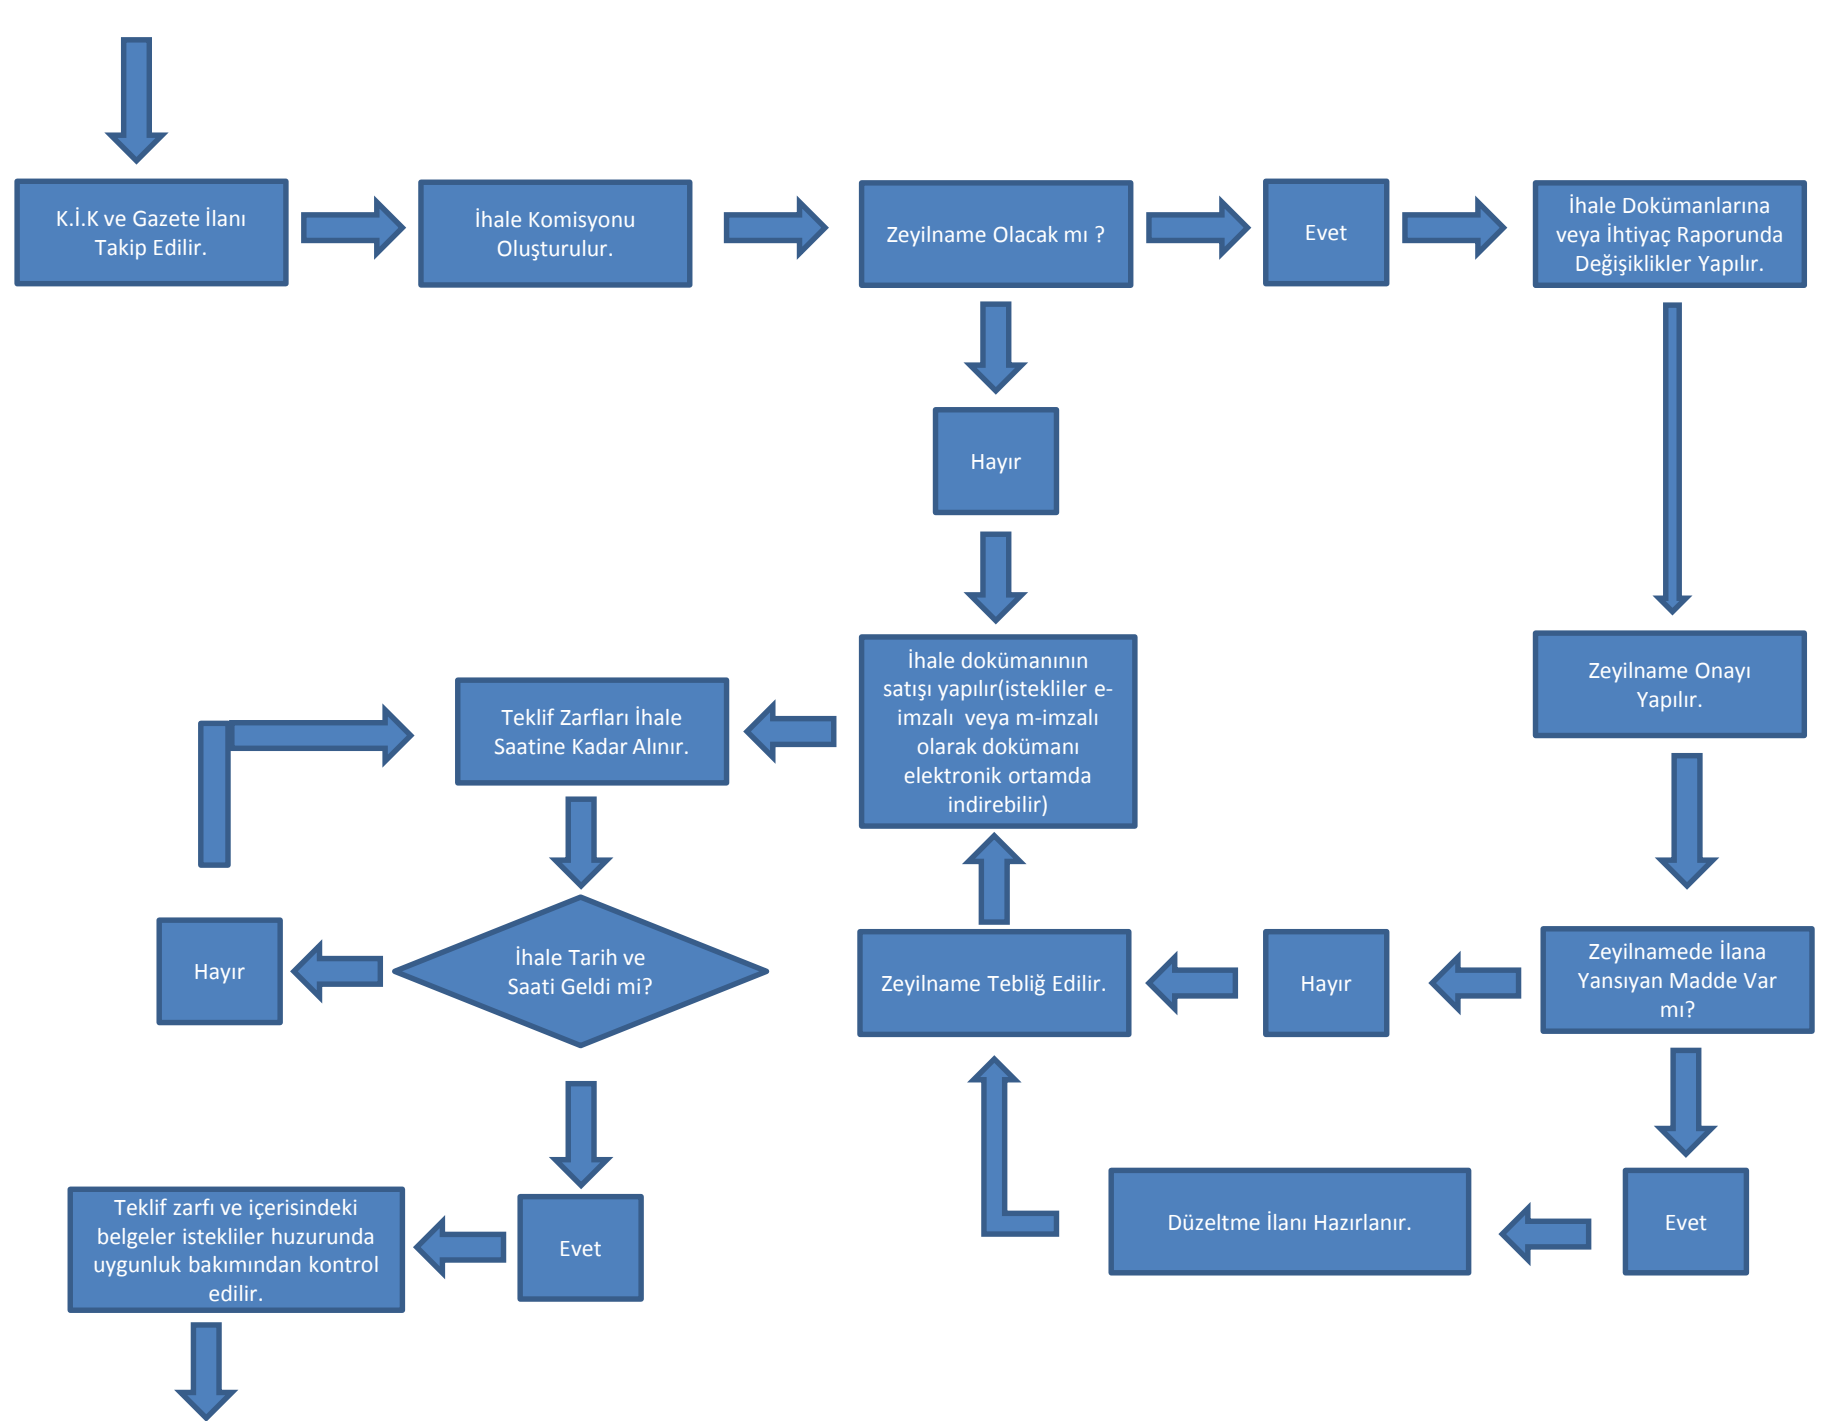 K.İ.K ve Gazete İlanı
Takip Edilir.
İhale Komisyonu
Oluşturulur.
Zeyilname Olacak mı ?
Evet
İhale Dokümanlarına
veya İhtiyaç Raporunda
Değişiklikler Yapılır.
Hayır
İhale dokümanının
satışı yapılır(istekliler e-
imzalı  veya m-imzalı
olarak dokümanı
elektronik ortamda
indirebilir)
Teklif Zarfları İhale
Saatine Kadar Alınır.
Zeyilname Onayı
Yapılır.
Hayır
İhale Tarih ve
Saati Geldi mi?
Zeyilname Tebliğ Edilir.
Hayır
Zeyilnamede İlana
Yansıyan Madde Var
mı?
Teklif zarfı ve içerisindeki
belgeler istekliler huzurunda
uygunluk bakımından kontrol
edilir.
Evet
Düzeltme İlanı Hazırlanır.
Evet